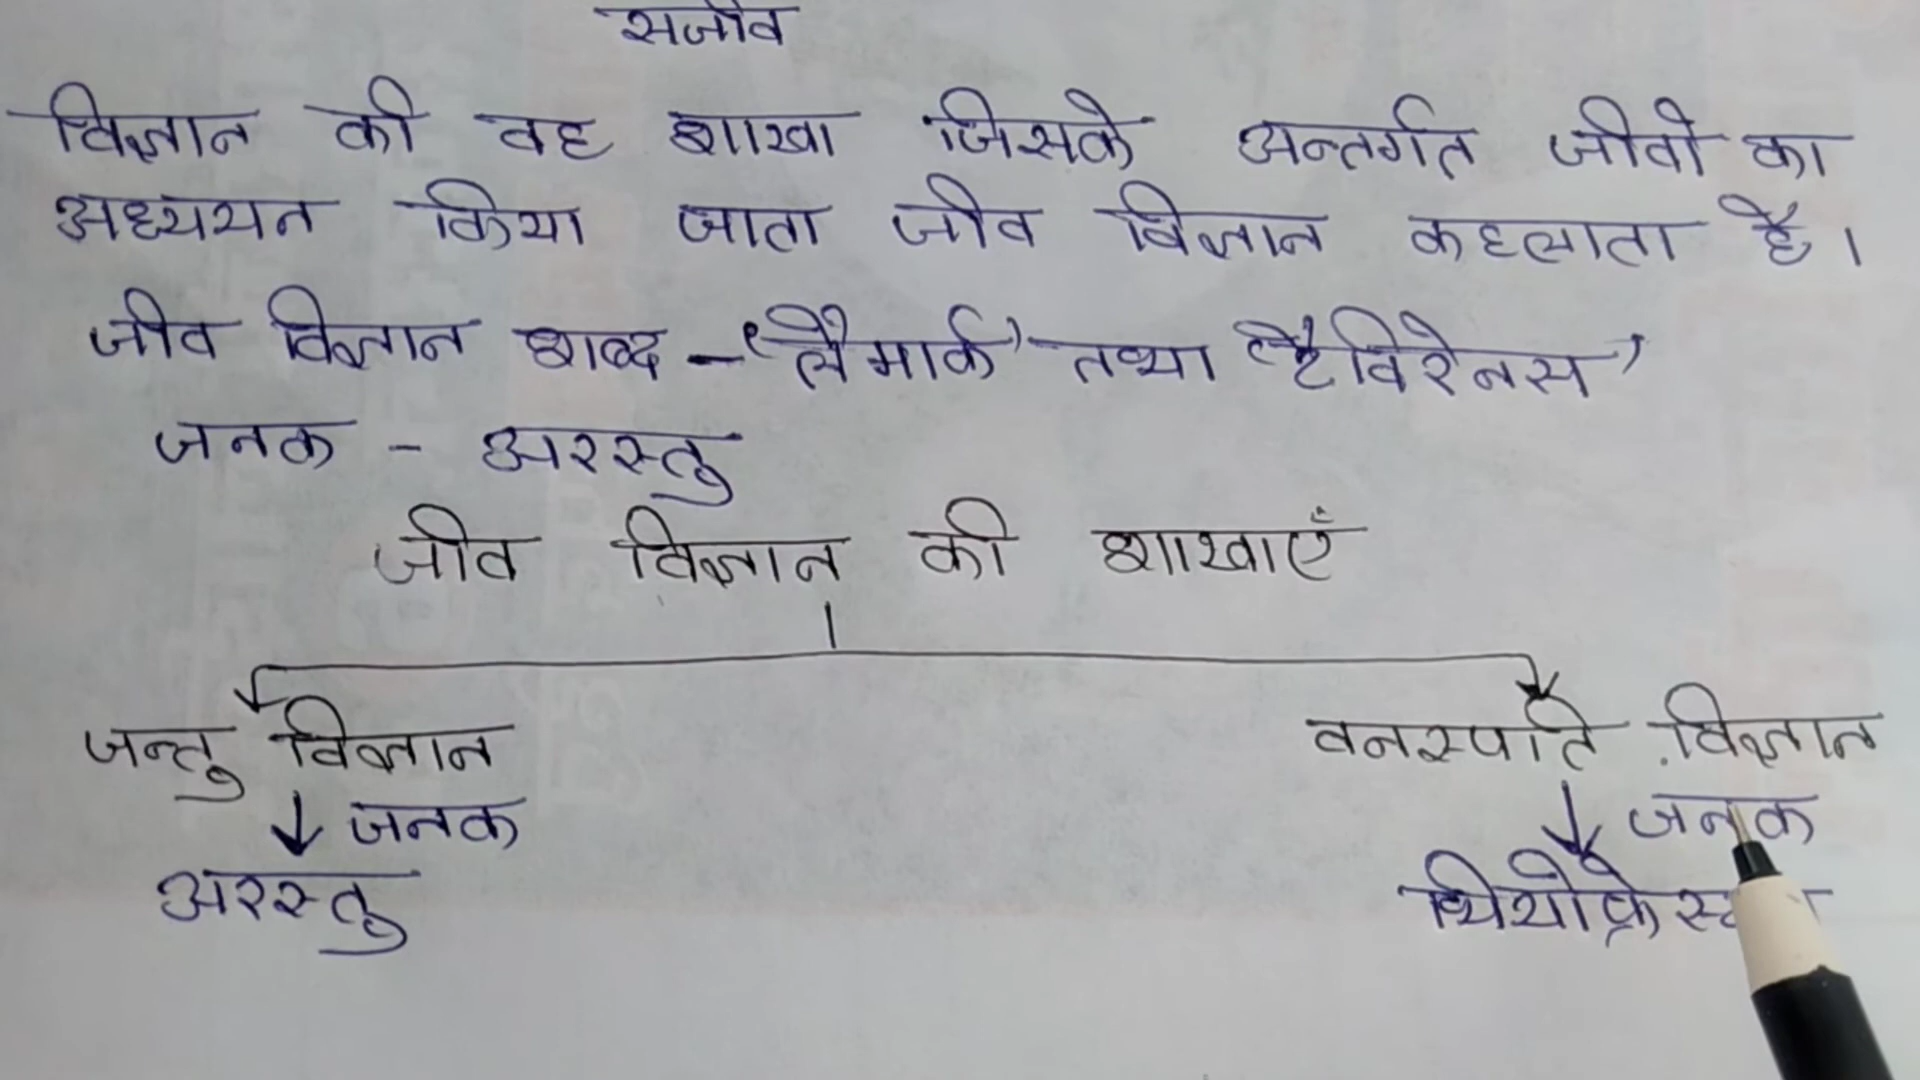 सजीव
विज्ञान की वह शाखा जिसके अन्तर्गत जीवो का
अध्ययन किया जाता जीव विज्ञान कहलाता है।
जीव विज्ञान शब्द - 'लैमार्क' तथा 'ट्रैविरेनस'
जनक - अरस्तु
जीव विज्ञान की शाखाएँ
जन्तु विज्ञान वनस्पति विज्ञान
जनक जनक
अरस्तु